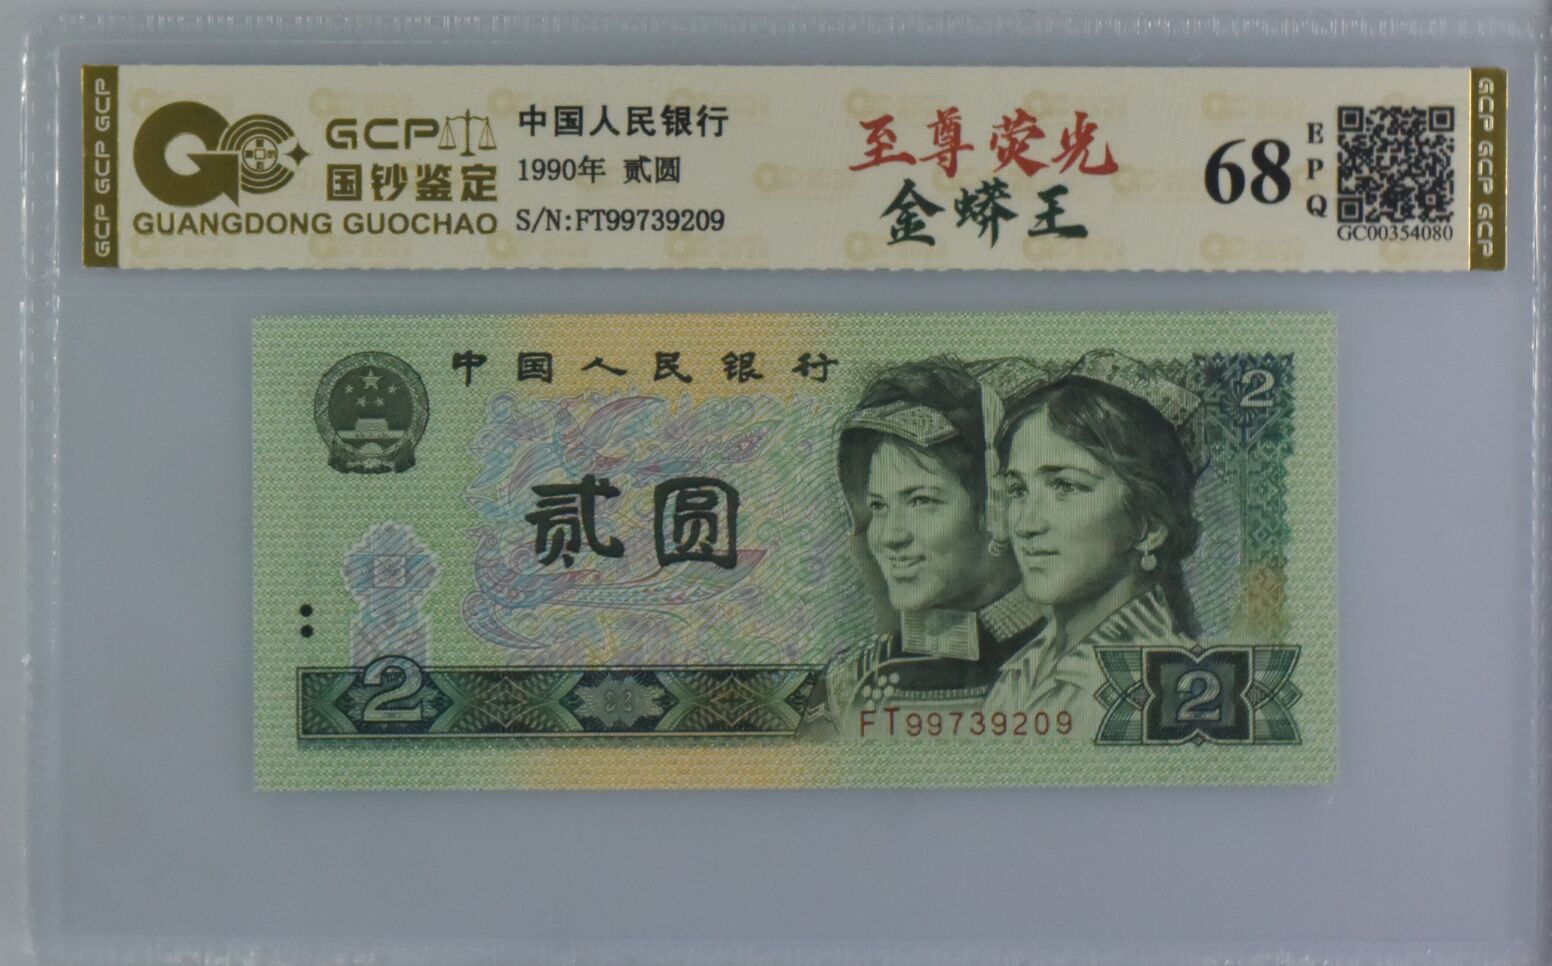 GCP GCP GCP
GCP
国钞鉴定
GUANGDONG GUOCHAO
中国人民银行
1990年 贰圆
S/N:FT99739209
至尊荧光
金蟒王
68
EPQ
GC00354080
GCP GCP GCP
中国人民银行
2
贰圆
2
FT99739209
2